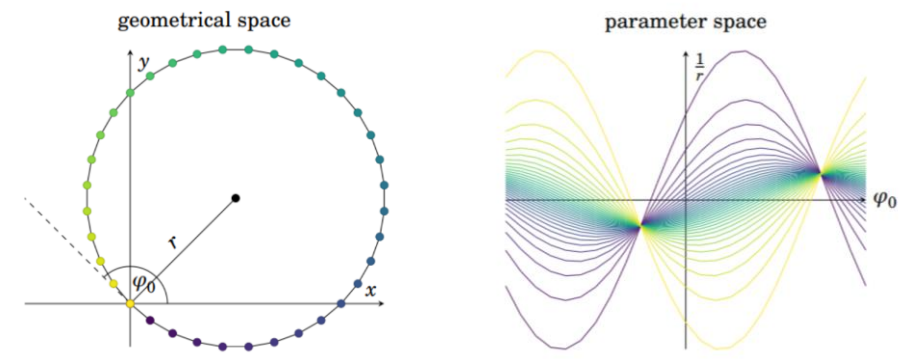 geometrical space
y
r
φ₀
x
parameter space
1/r
φ₀